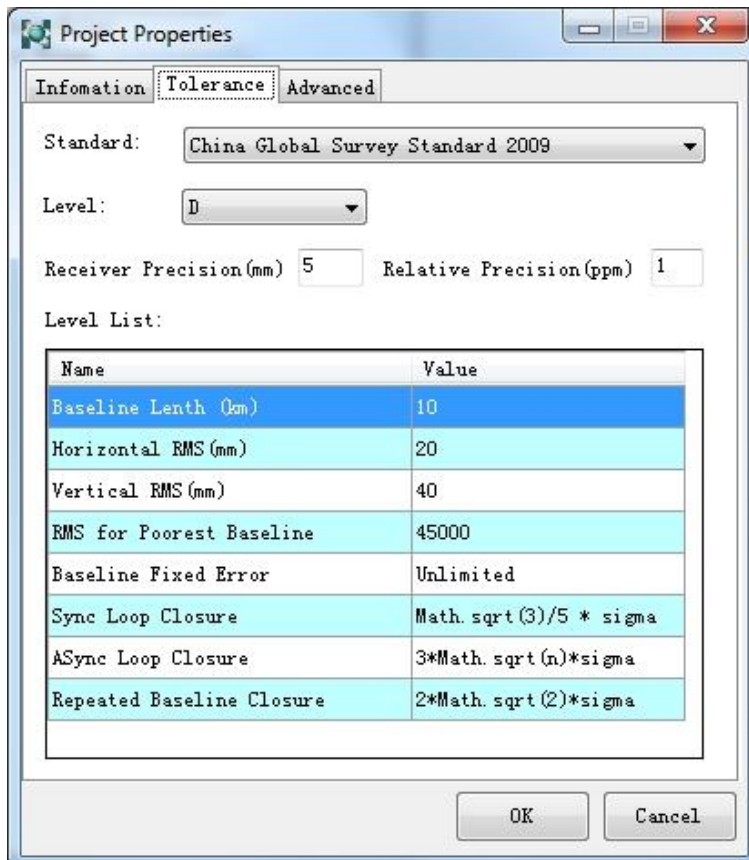 Project Properties
Infomation Tolerance Advanced
Standard: China Global Survey Standard 2009
Level: D
Receiver Precision(mm) 5 Relative Precision(ppm) 1
Level List:
Name Value
Baseline Lenth (km) 10
Horizontal RMS(mm) 20
Vertical RMS(mm) 40
RMS for Poorest Baseline 45000
Baseline Fixed Error Unlimited
Sync Loop Closure Math.sqrt(3)/5 * sigma
ASync Loop Closure 3*Math.sqrt(n)*sigma
Repeated Baseline Closure 2*Math.sqrt(2)*sigma
OK Cancel